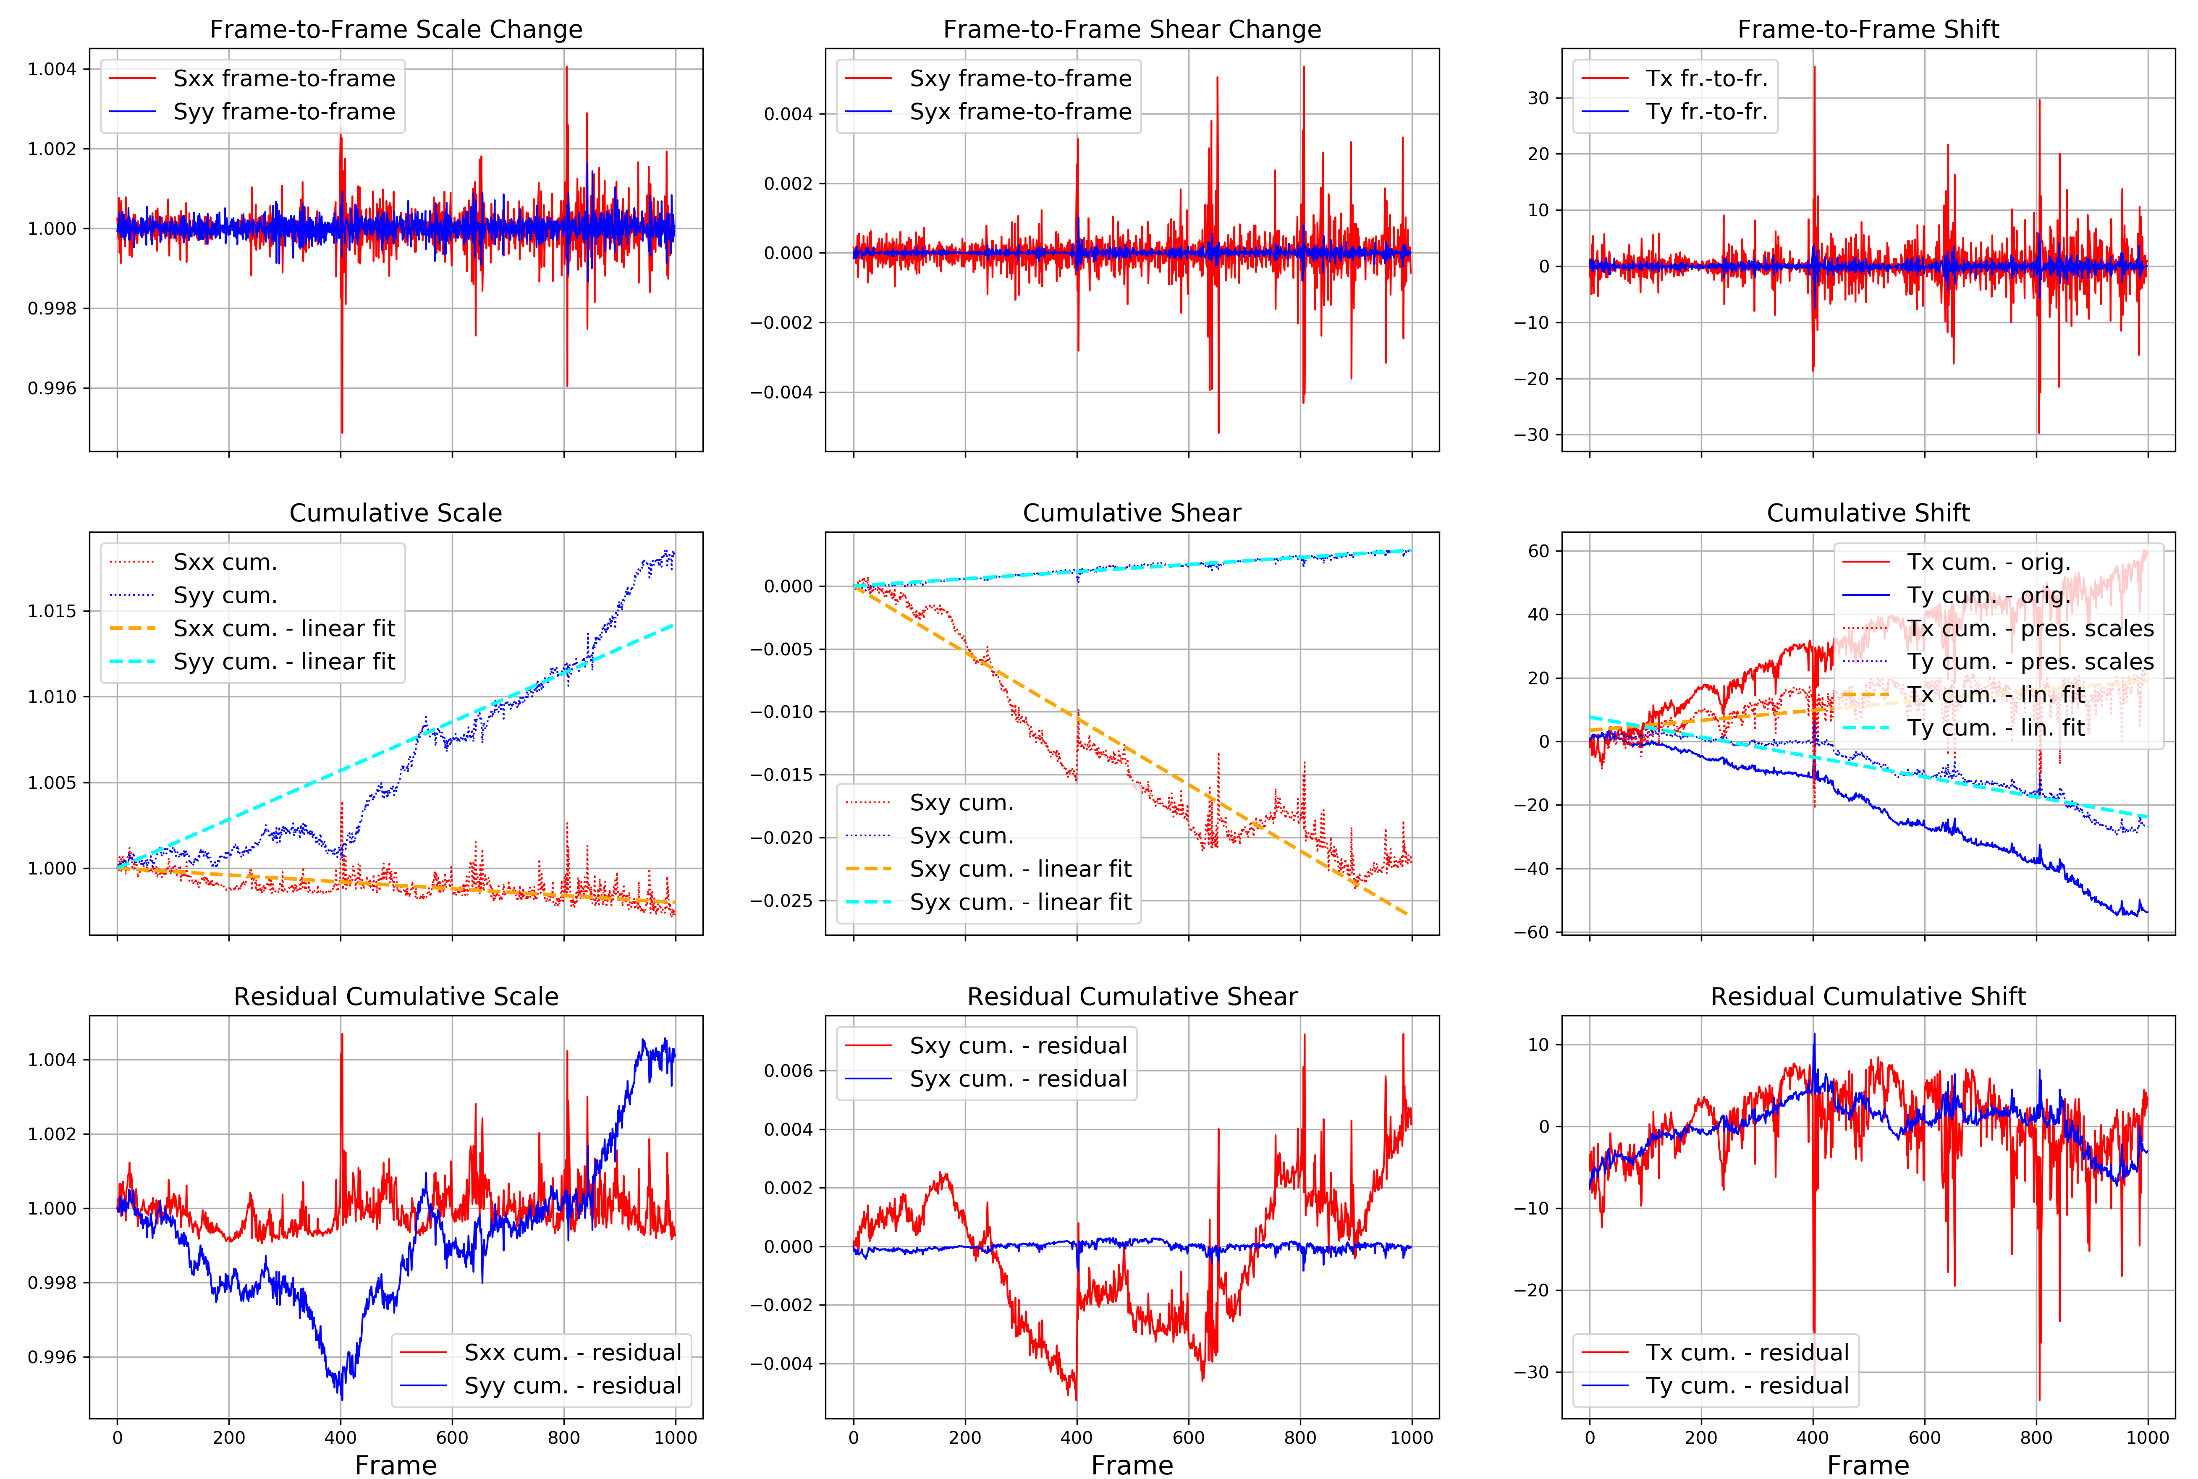 Frame-to-Frame Scale Change
Sxx frame-to-frame
Syy frame-to-frame
1.004
1.002
1.000
0.998
0.996
Frame-to-Frame Shear Change
Sxy frame-to-frame
Syx frame-to-frame
0.004
0.002
0.000
−0.002
−0.004
Frame-to-Frame Shift
Tx fr.-to-fr.
Ty fr.-to-fr.
30
20
10
0
−10
−20
−30
Cumulative Scale
Sxx cum.
Syy cum.
Sxx cum. - linear fit
Syy cum. - linear fit
1.015
1.010
1.005
1.000
Cumulative Shear
0.000
−0.005
−0.010
−0.015
−0.020
−0.025
Sxy cum.
Syx cum.
Sxy cum. - linear fit
Syx cum. - linear fit
Cumulative Shift
Tx cum. - orig.
Ty cum. - orig.
Tx cum. - pres. scales
Ty cum. - pres. scales
Tx cum. - lin. fit
Ty cum. - lin. fit
60
40
20
0
−20
−40
−60
Residual Cumulative Scale
1.004
1.002
1.000
0.998
0.996
Sxx cum. - residual
Syy cum. - residual
0 200 400 600 800 1000
Frame
Residual Cumulative Shear
Sxy cum. - residual
Syx cum. - residual
0.006
0.004
0.002
0.000
−0.002
−0.004
0 200 400 600 800 1000
Frame
Residual Cumulative Shift
10
0
−10
−20
−30
Tx cum. - residual
Ty cum. - residual
0 200 400 600 800 1000
Frame